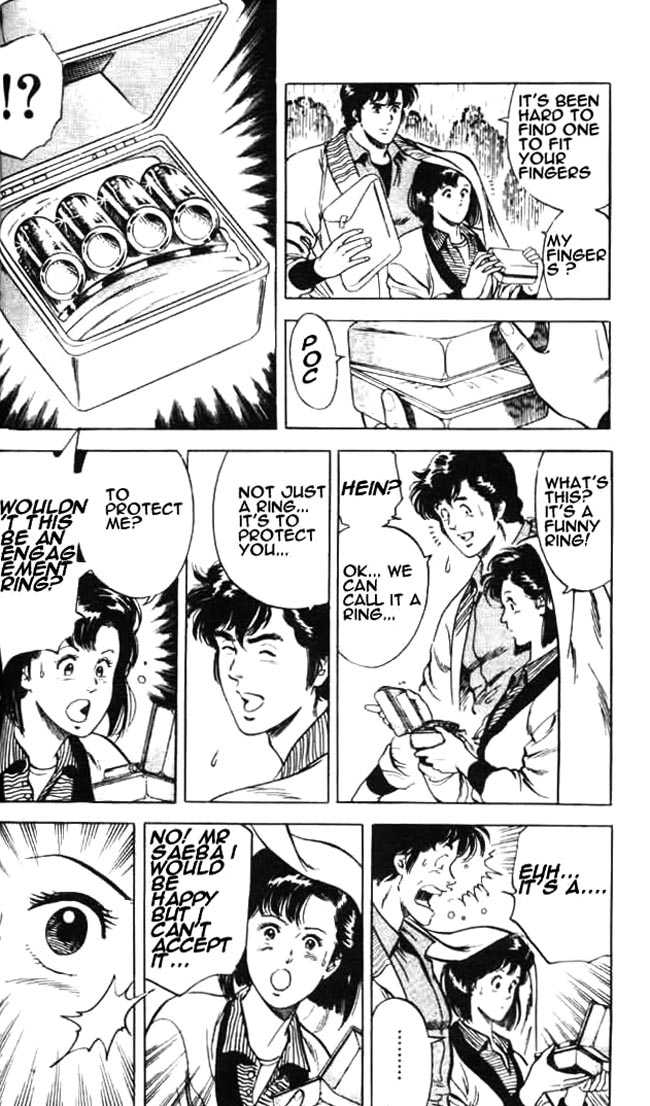 IT'S BEEN
HARD TO
FIND ONE
TO FIT
YOUR
FINGERS
MY
FINGER
S ?
POC
!?
WHAT'S
THIS?
IT'S A
FUNNY
RING!
HEIN?
OK... WE
CAN
CALL IT A
RING...
NOT JUST
A RING...
IT'S TO
PROTECT
YOU...
TO
PROTECT
ME?
WOULDN
'T THIS
BE AN
ENGAG
EMENT
RING?
EUH...
IT'S A....
........
NO! MR
SAEBA I
WOULD
BE
HAPPY
BUT I
CAN'T
ACCEPT
IT...